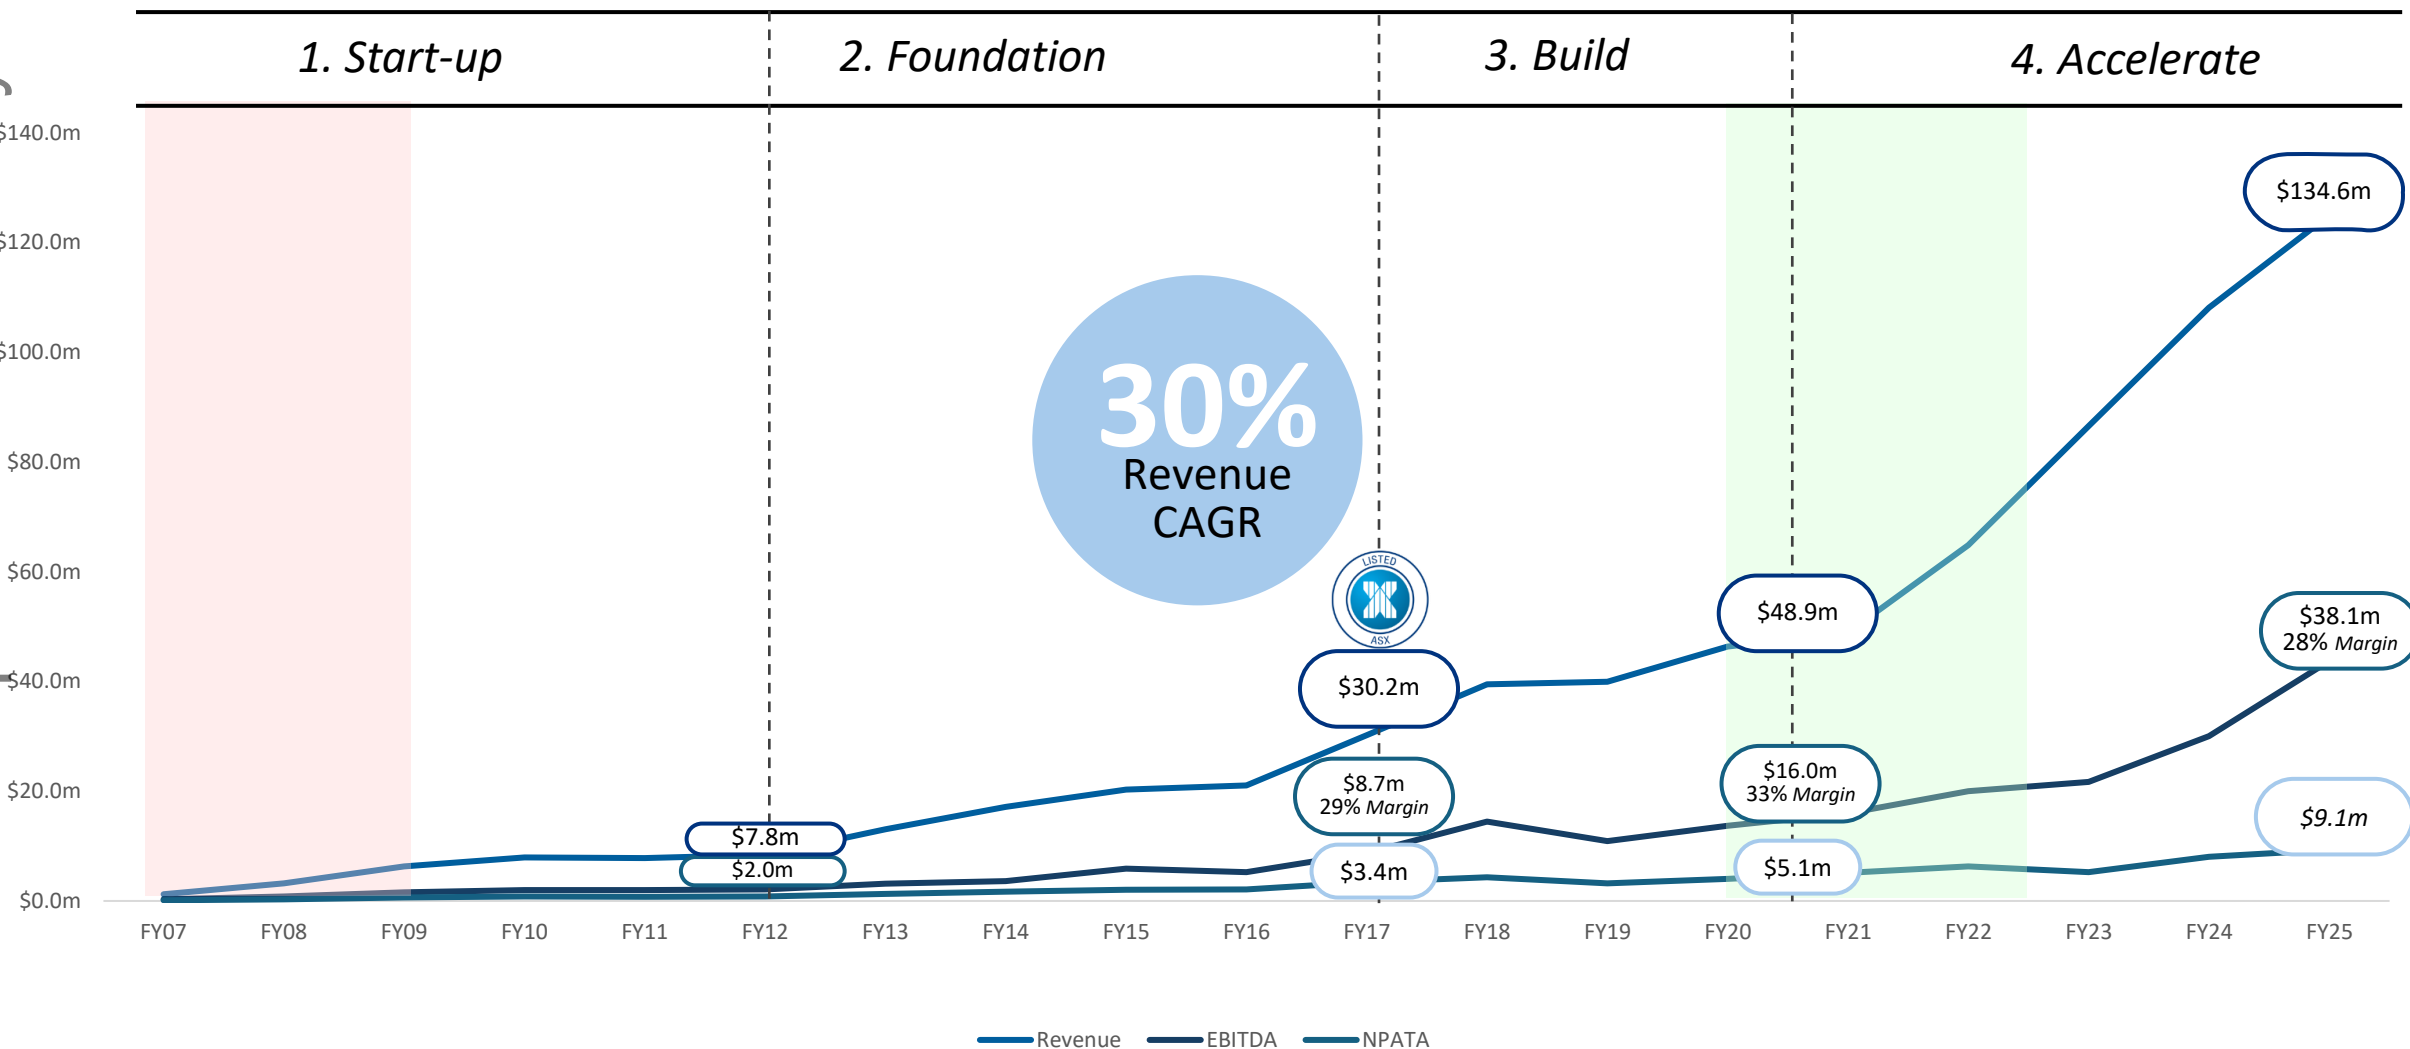 1. Start-up
2. Foundation
3. Build
4. Accelerate
$140.0m
$120.0m
$100.0m
$80.0m
$60.0m
$40.0m
$20.0m
$0.0m
30%
Revenue
CAGR
LISTED
ASX
$7.8m
$2.0m
$30.2m
$8.7m
29% Margin
$3.4m
$48.9m
$16.0m
33% Margin
$5.1m
$134.6m
$38.1m
28% Margin
$9.1m
FY07 FY08 FY09 FY10 FY11 FY12 FY13 FY14 FY15 FY16 FY17 FY18 FY19 FY20 FY21 FY22 FY23 FY24 FY25
Revenue EBITDA NPATA